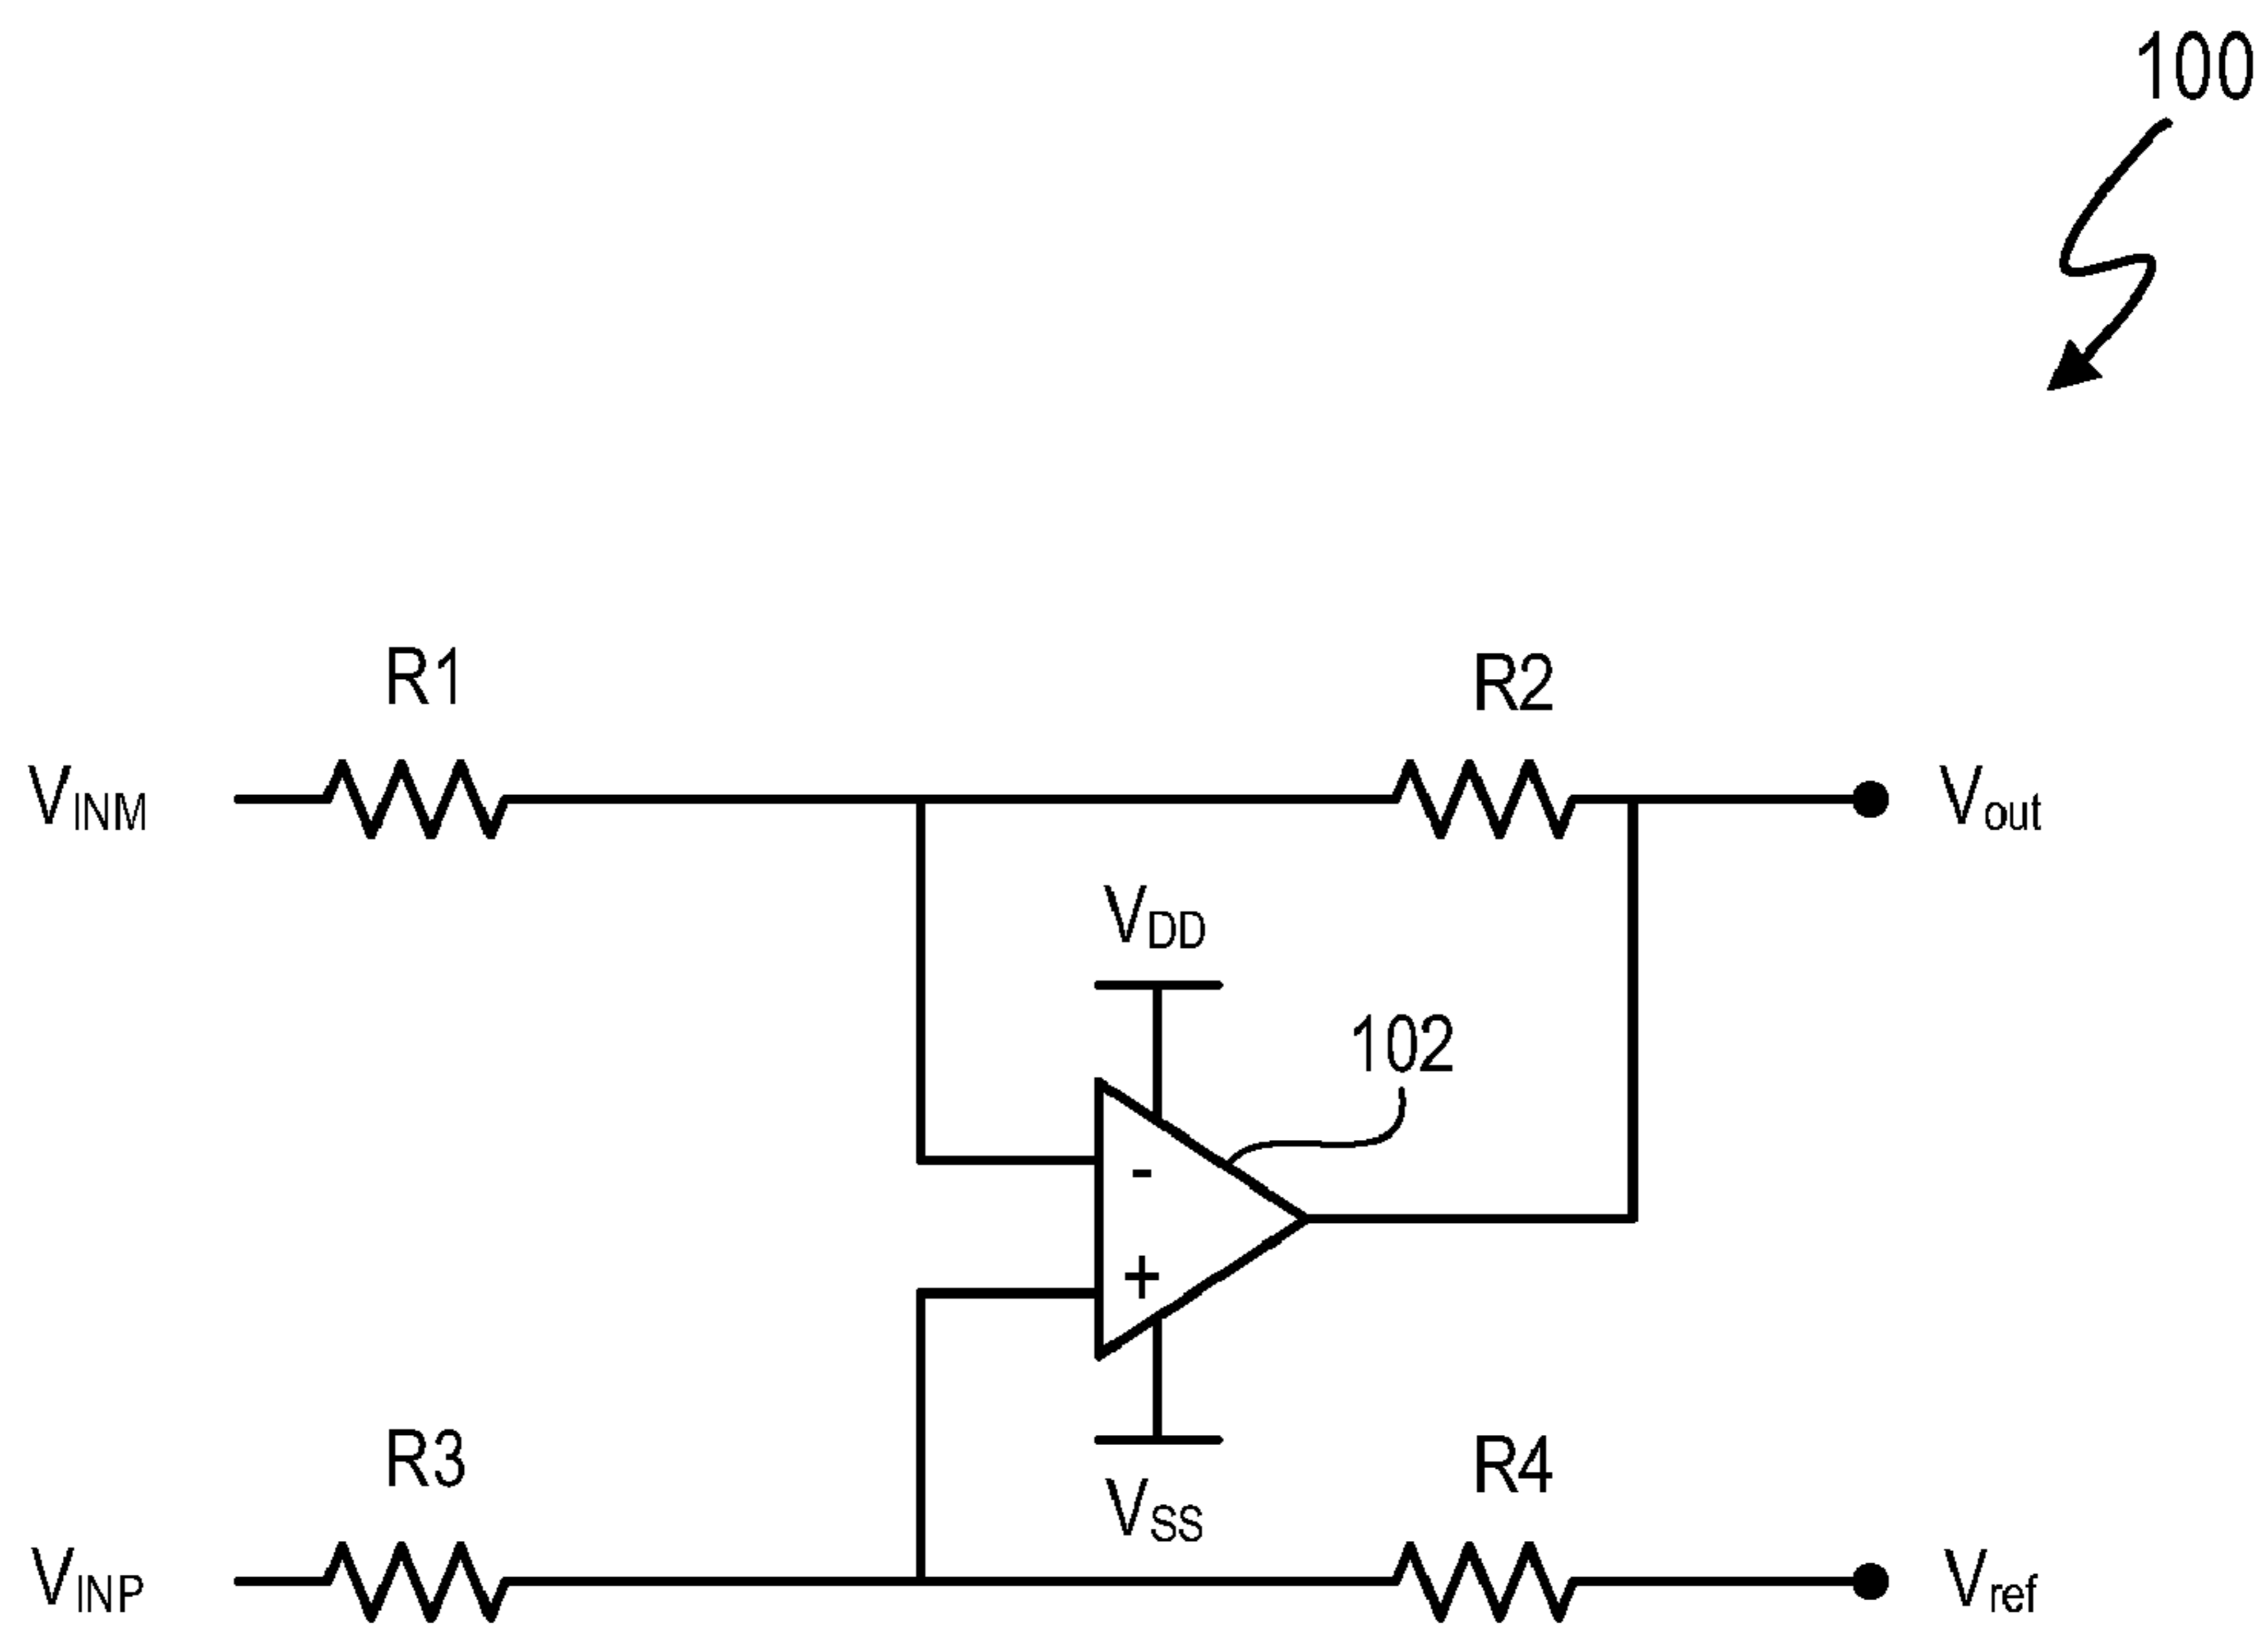 100
R1
R2
VINM
Vout
VDD
102
-
+
R3
R4
VSS
VINP
Vref